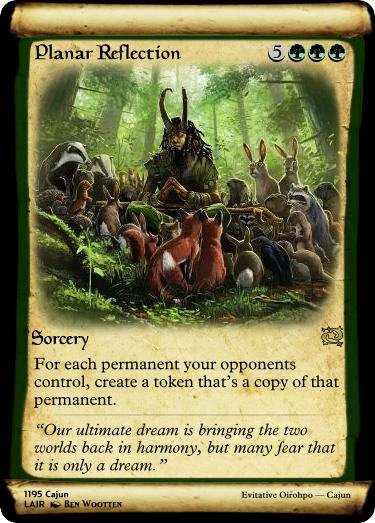 Planar Reflection 5
Sorcery
For each permanent your opponents
control, create a token that's a copy of that
permanent.
"Our ultimate dream is bringing the two
worlds back in harmony, but many fear that
it is only a dream."
1195 Cajun
LAIR Ben Wootten
Evitative Oiřohpo — Cajun